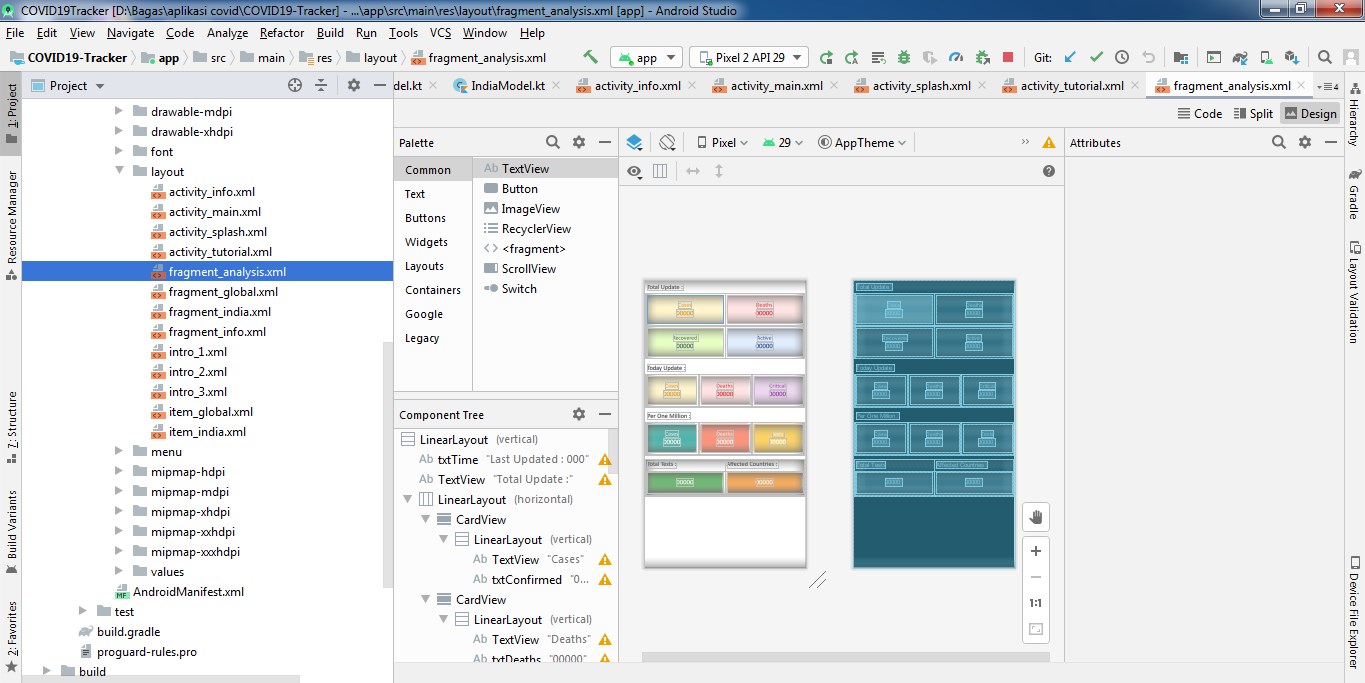 COVID19Tracker [D:\Bagas\aplikasi covid\COVID19-Tracker] - ...\app\src\main\res\layout\fragment_analysis.xml [app] - Android Studio
File Edit View Navigate Code Analyze Refactor Build Run Tools VCS Window Help
COVID19-Tracker app src main res layout fragment_analysis.xml app Pixel 2 API 29 Git:
Project del.kt IndiaModel.kt activity_info.xml activity_main.xml activity_splash.xml activity_tutorial.xml fragment_analysis.xml 4
Code Split Design
1: Project
Resource Manager
7: Structure
Build Variants
2: Favorites
drawable-mdpi
drawable-xhdpi
font
layout
activity_info.xml
activity_main.xml
activity_splash.xml
activity_tutorial.xml
fragment_analysis.xml
fragment_global.xml
fragment_india.xml
fragment_info.xml
intro_1.xml
intro_2.xml
intro_3.xml
item_global.xml
item_india.xml
menu
mipmap-hdpi
mipmap-mdpi
mipmap-xhdpi
mipmap-xxhdpi
mipmap-xxxhdpi
values
AndroidManifest.xml
test
build.gradle
proguard-rules.pro
build
Palette
Common
Text
Buttons
Widgets
Layouts
Containers
Google
Legacy
Ab TextView
Button
ImageView
RecyclerView
<fragment>
ScrollView
Switch
Component Tree
LinearLayout (vertical)
Ab txtTime "Last Updated : 000"
Ab TextView "Total Update :"
LinearLayout (horizontal)
CardView
LinearLayout (vertical)
Ab TextView "Cases"
Ab txtConfirmed "0...
CardView
LinearLayout (vertical)
Ab TextView "Deaths"
Ab txtDeaths "00000"
Pixel 29 AppTheme
Total Update :
Cases Deaths
00000 00000
Recovered Active
00000 00000
Today Update :
Cases Deaths Critical
00000 00000 00000
Per One Million :
Cases Deaths
00000 00000 00000
Total Tests : Affected Countries :
00000 00000
Total Update
Today Update
Per One Million
Total Tests Affected Countries
1:1
Attributes
Hierarchy
Gradle
Layout Validation
Device File Explorer